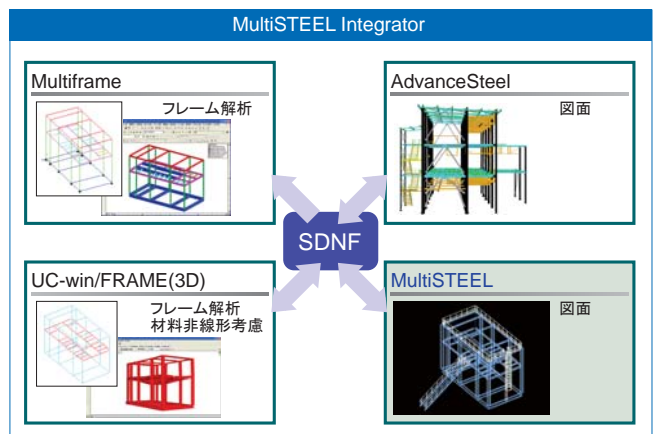 MultiSTEEL Integrator
Multiframe
フレーム解析
AdvanceSteel
図面
SDNF
UC-win/FRAME(3D)
フレーム解析
材料非線形考慮
MultiSTEEL
図面